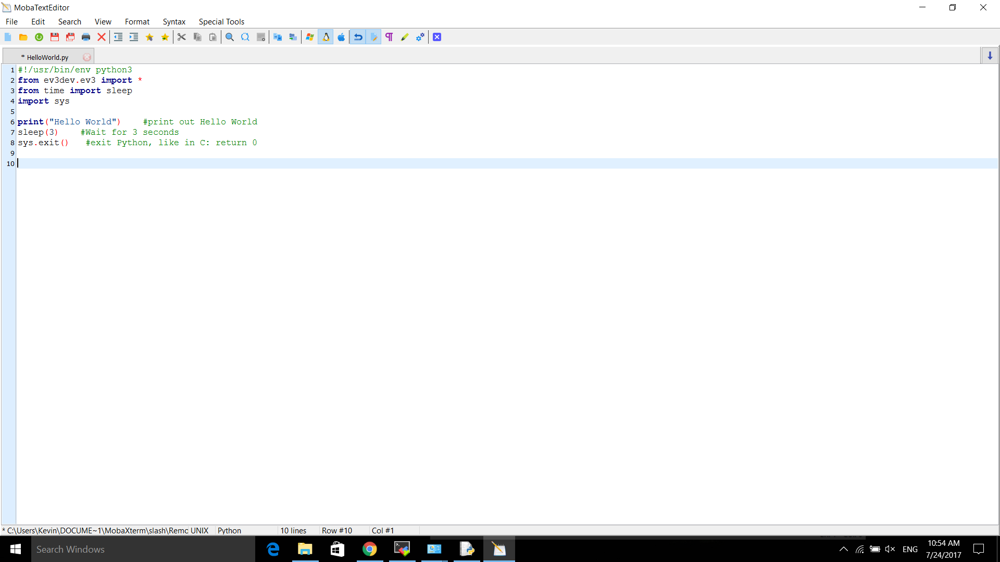 MobaTextEditor
File Edit Search View Format Syntax Special Tools
* HelloWorld.py
1 #!/usr/bin/env python3
2 from ev3dev.ev3 import *
3 from time import sleep
4 import sys
5
6 print("Hello World")    #print out Hello World
7 sleep(3)    #Wait for 3 seconds
8 sys.exit()   #exit Python, like in C: return 0
9
10
* C:\Users\Kevin\DOCUME~1\MobaXterm\slash\Remo UNIX Python 10 lines Row #10 Col #1
Search Windows
ENG
10:54 AM
7/24/2017